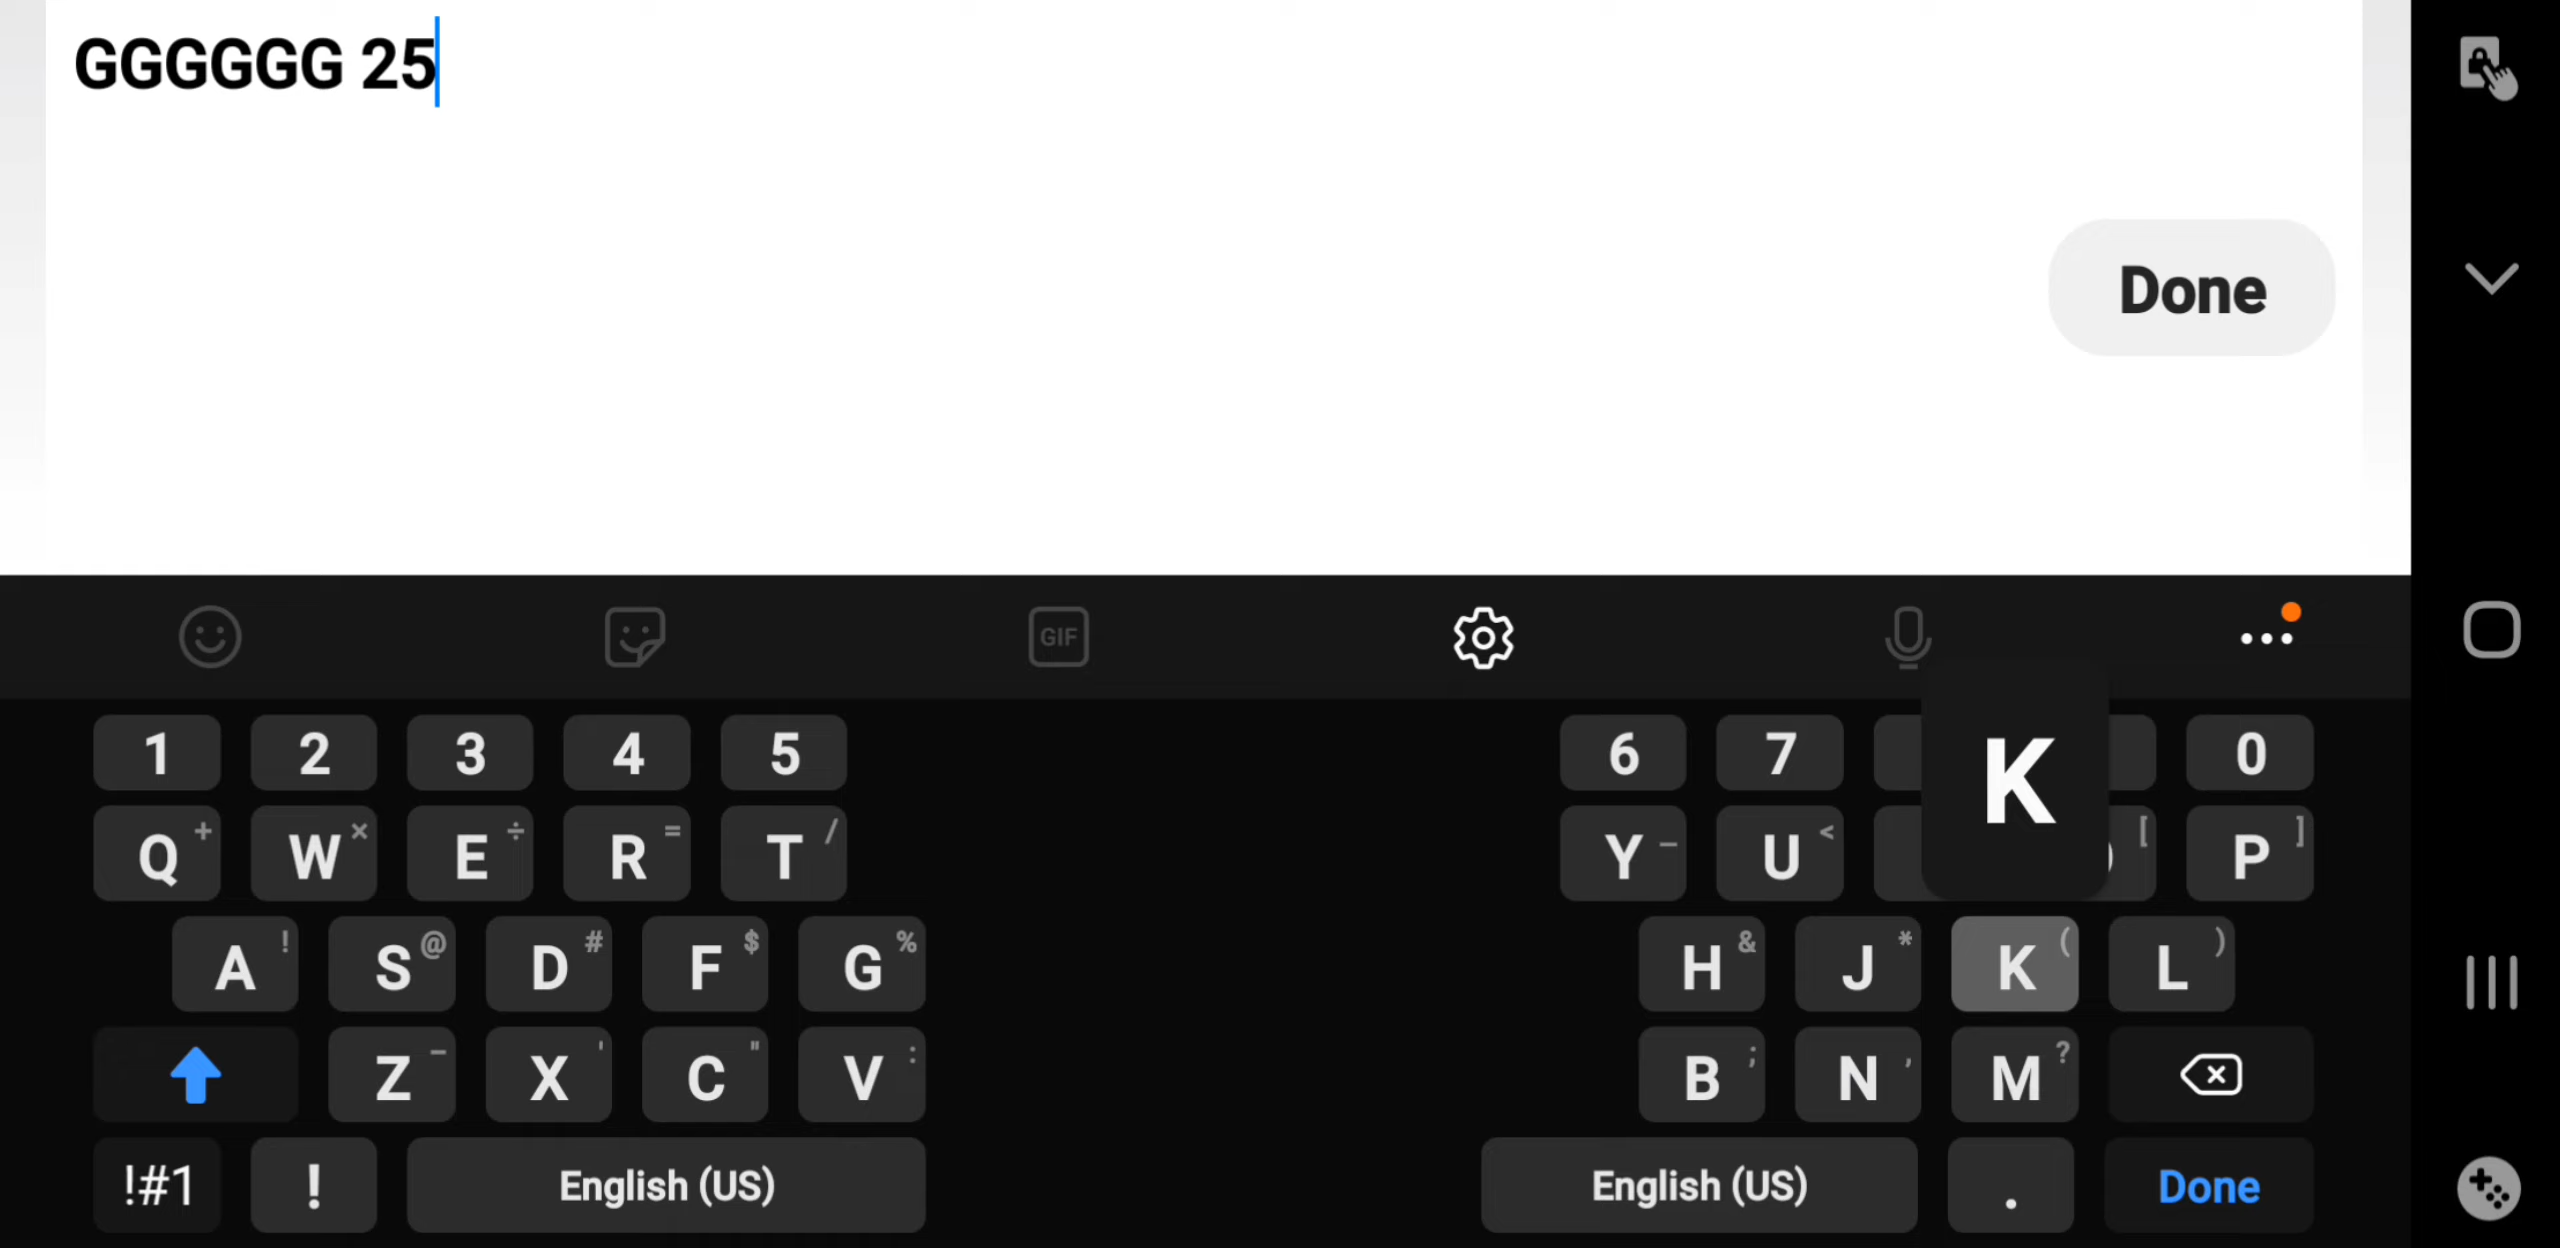 GGGGGG 25
Done
GIF
K
1 2 3 4 5 6 7 0
Q + W × E ÷ R = T / Y – U < [ P ]
A ! S @ D # F $ G % H & J * K ( L )
Z – X ' C " V : B ; N , M ?
!#1 ! English (US) English (US) . Done